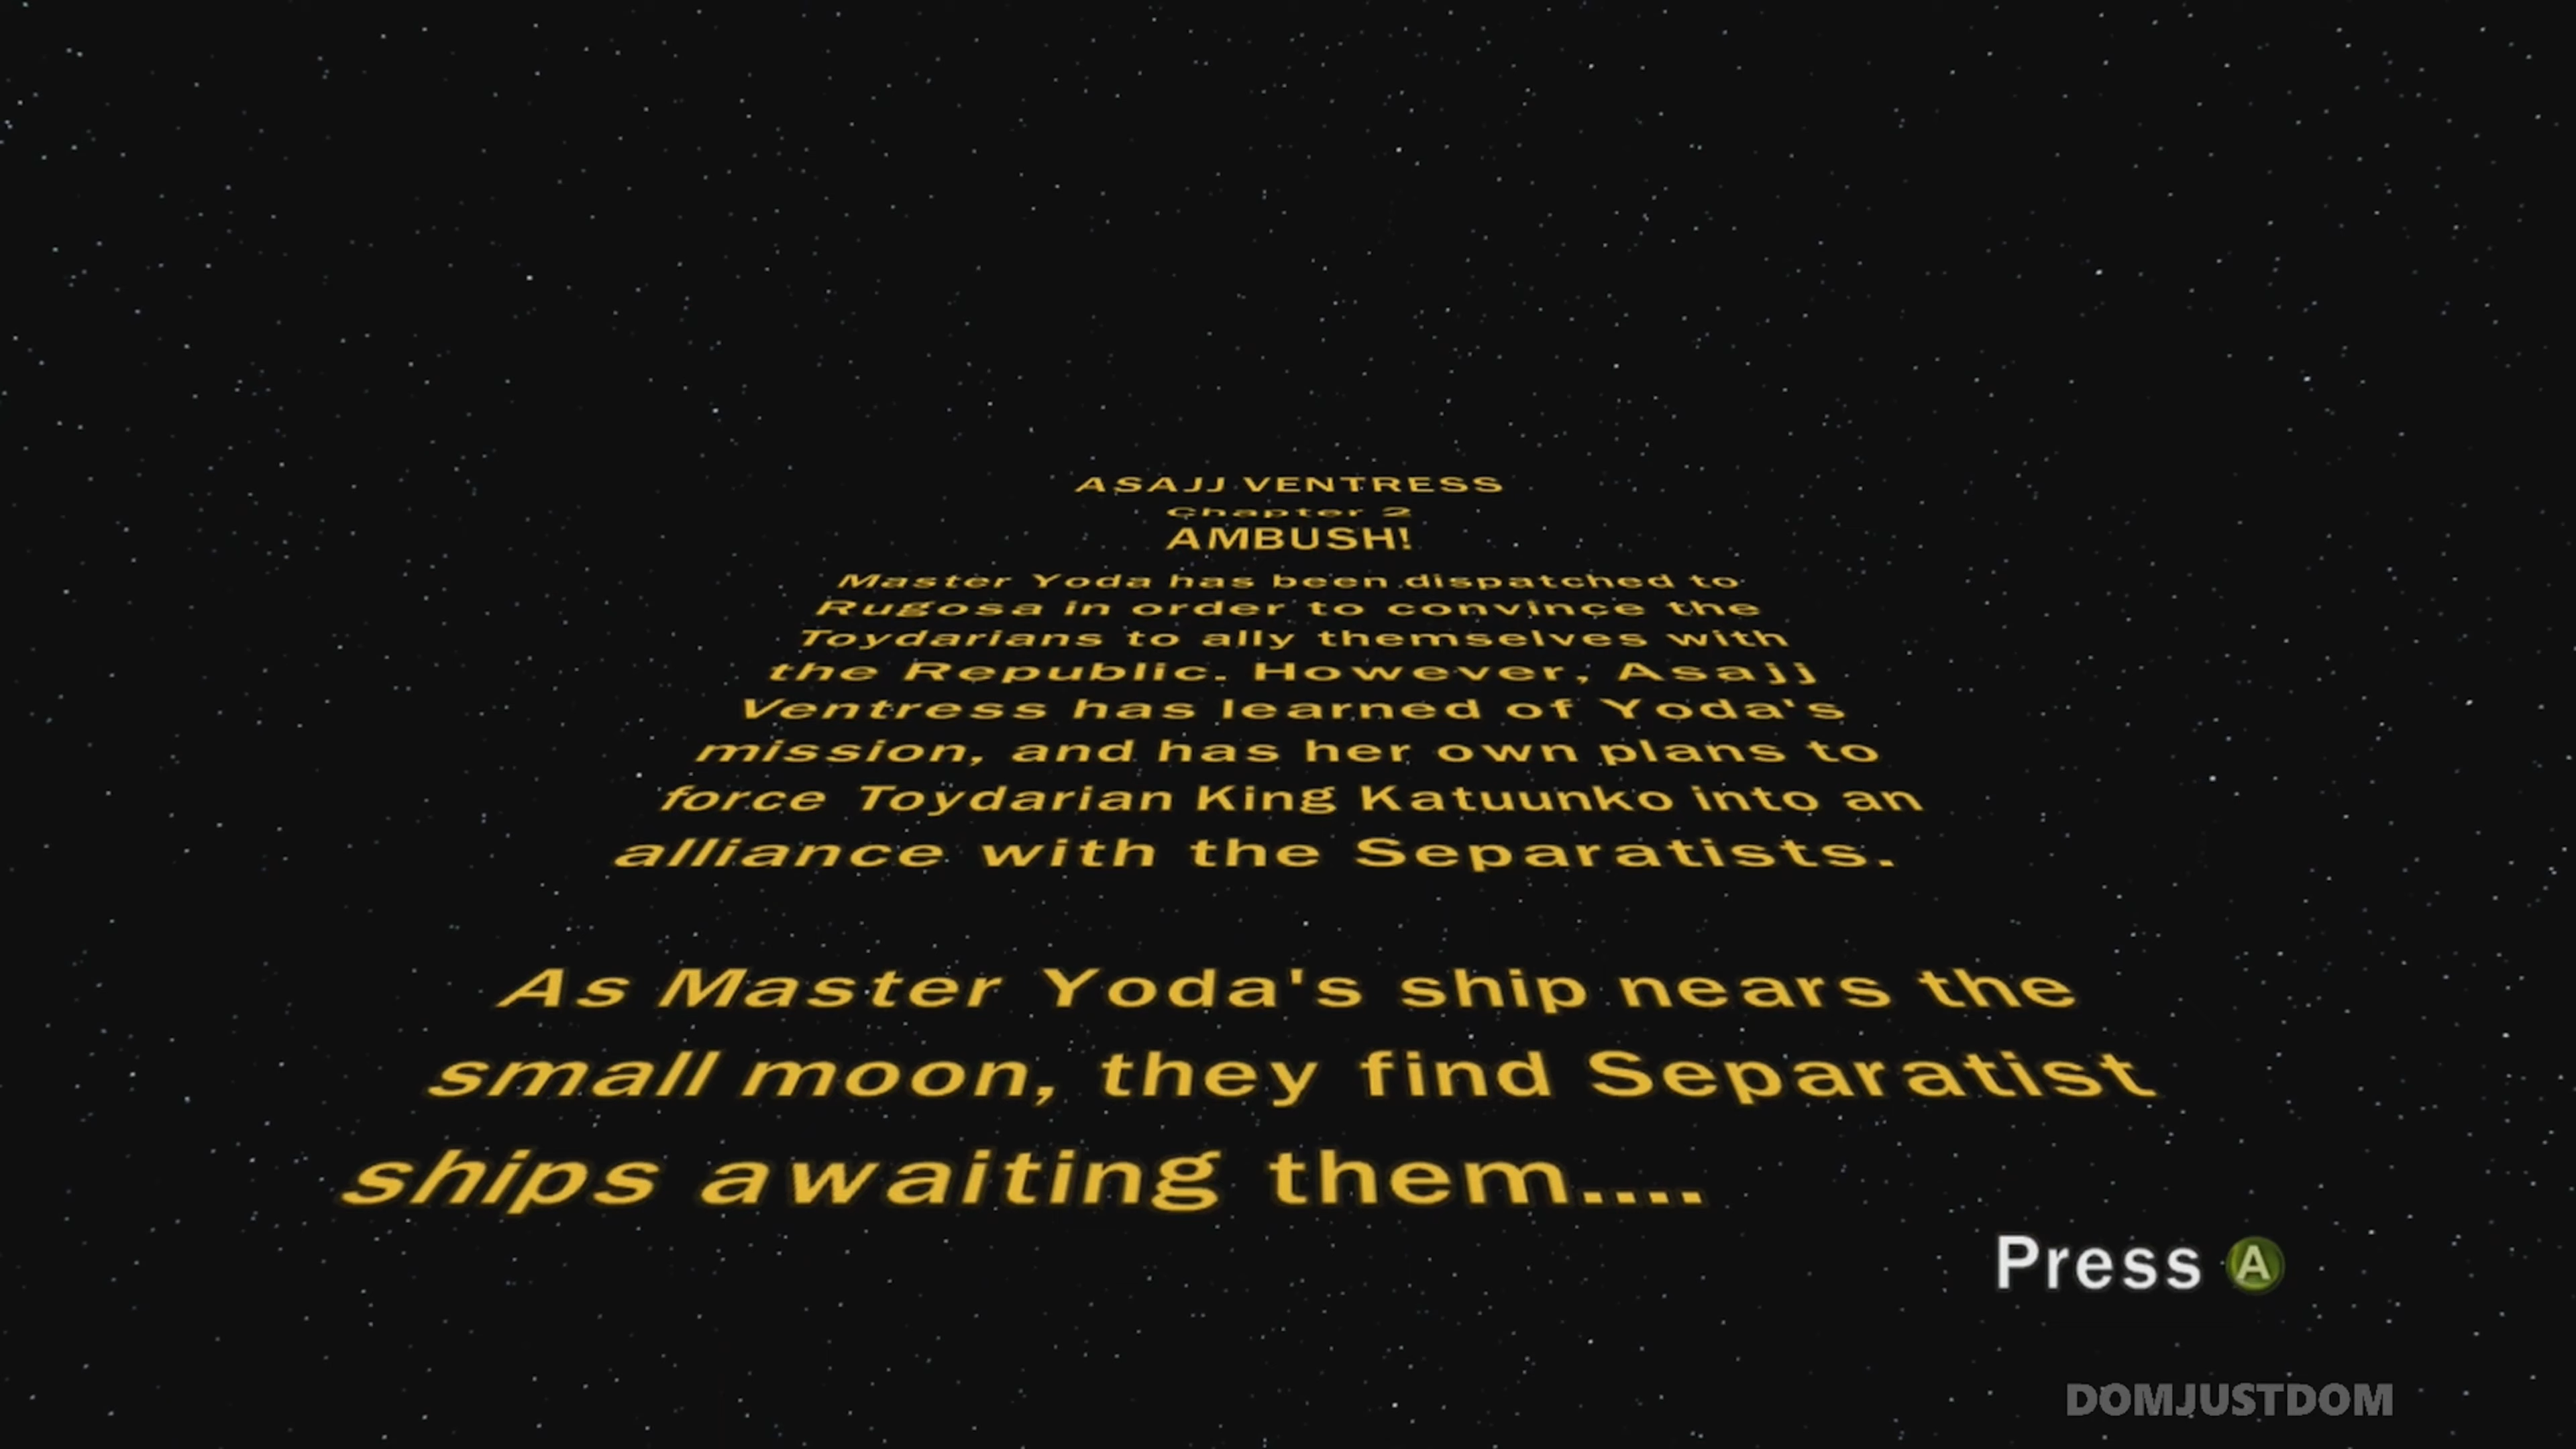 ASAJJ VENTRESS
Chapter 2
AMBUSH!
Master Yoda has been dispatched to
Rugosa in order to convince the
Toydarians to ally themselves with
the Republic. However, Asajj
Ventress has learned of Yoda's
mission, and has her own plans to
force Toydarian King Katuunko into an
alliance with the Separatists.
As Master Yoda's ship nears the
small moon, they find Separatist
ships awaiting them....
Press A
DOMJUSTDOM